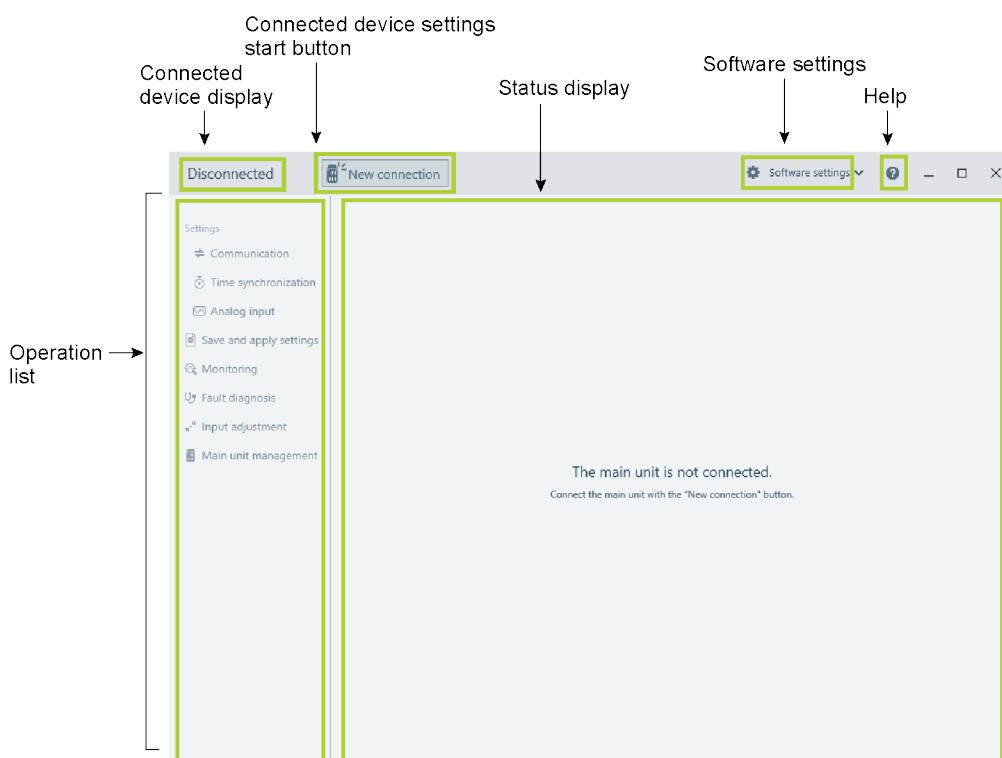 Connected device settings
start button
Connected
device display
Status display
Software settings
Help
Disconnected
New connection
Software settings
Operation
list
Settings
Communication
Time synchronization
Analog input
Save and apply settings
Monitoring
Fault diagnosis
Input adjustment
Main unit management
The main unit is not connected.
Connect the main unit with the "New connection" button.